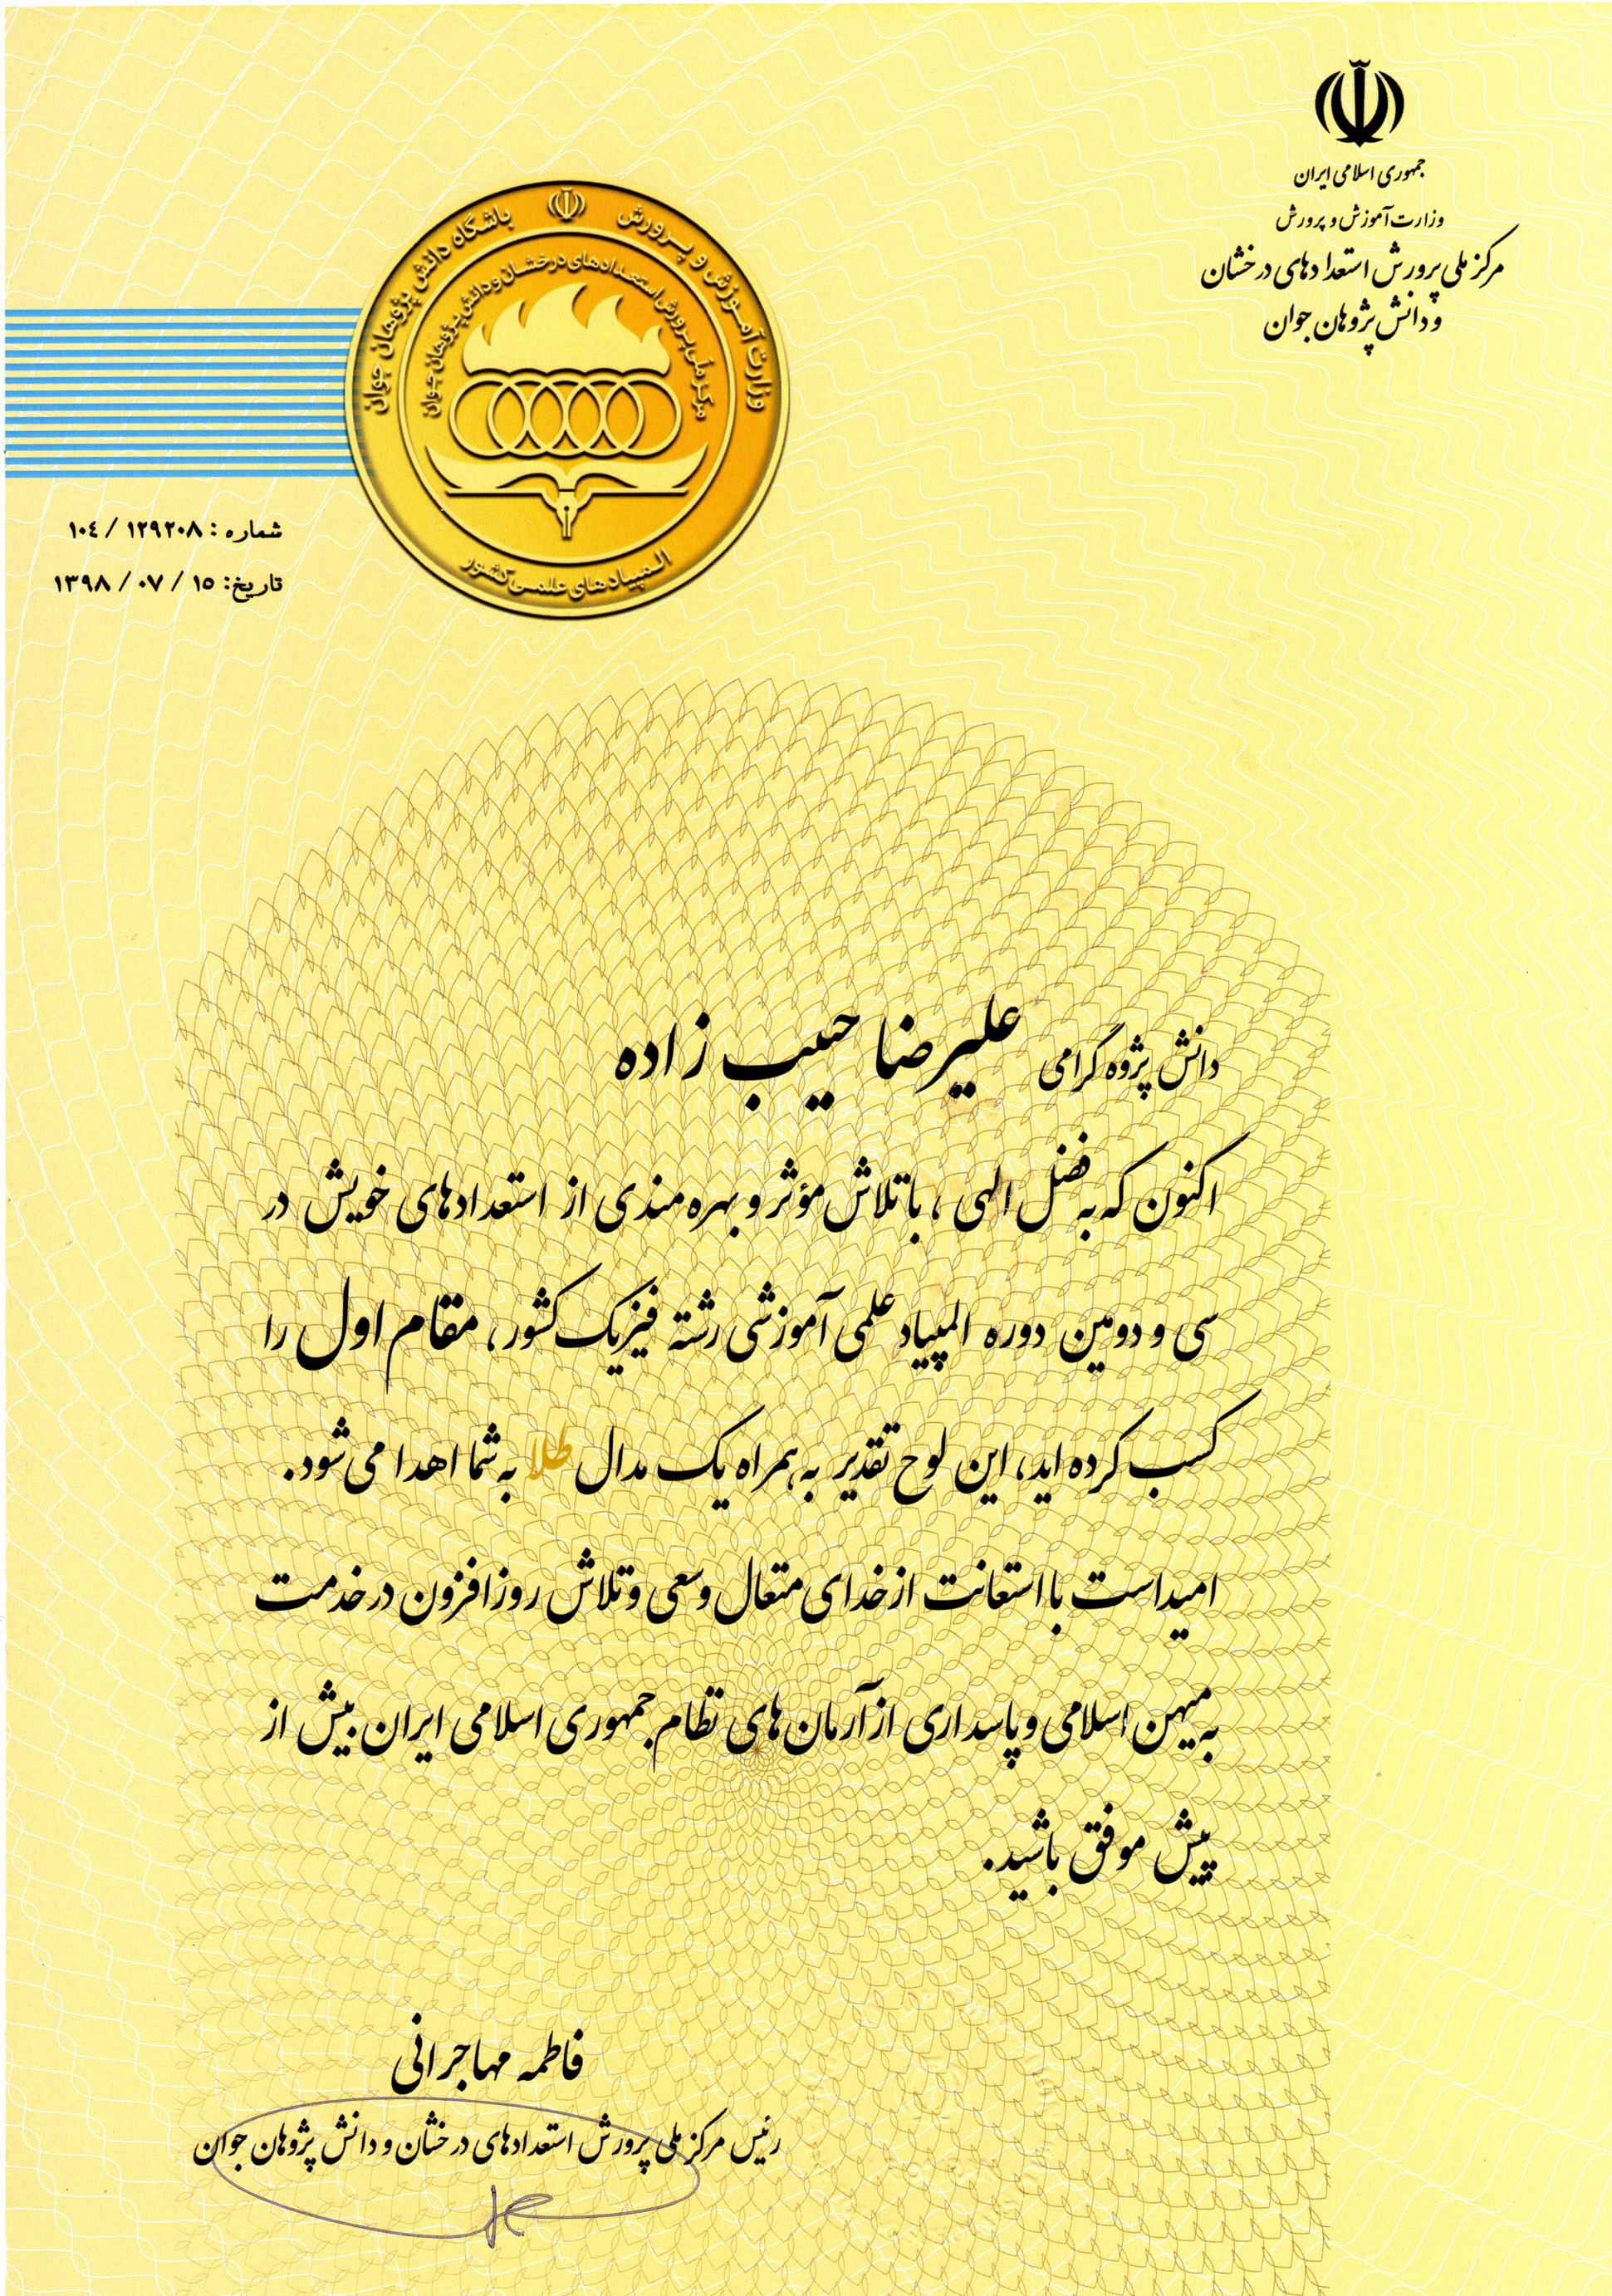 جمهوری اسلامی ایران
وزارت آموزش و پرورش
مرکز ملی پرورش استعدادهای درخشان
و دانش پژوهان جوان
وزارت آموزش و پرورش
باشگاه دانش پژوهان جوان
مرکز ملی پرورش استعدادهای درخشان و دانش پژوهان جوان
المپیادهای علمی کشور
شماره : ۱۲۹۲۰۸ / ۱۰٤
تاریخ: ۱۵ / ۰۷ / ۱۳۹۸
دانش پژوه گرامی علیرضا حبیب زاده
اکنون که به فضل الهی ، با تلاش مؤثر و بهره مندی از استعدادهای خویش در
سی و دومین دوره المپیاد علمی آموزشی رشته فیزیک کشور، مقام اول را
کسب کرده اید، این لوح تقدیر به همراه یک مدال طلا به شما اهدا می شود.
امید است با استعانت از خدای متعال و سعی و تلاش روز افزون در خدمت
به میهن اسلامی و پاسداری از آرمان های نظام جمهوری اسلامی ایران بیش از
پیش موفق باشید.
فاطمه مهاجرانی
رئیس مرکز ملی پرورش استعدادهای درخشان و دانش پژوهان جوان